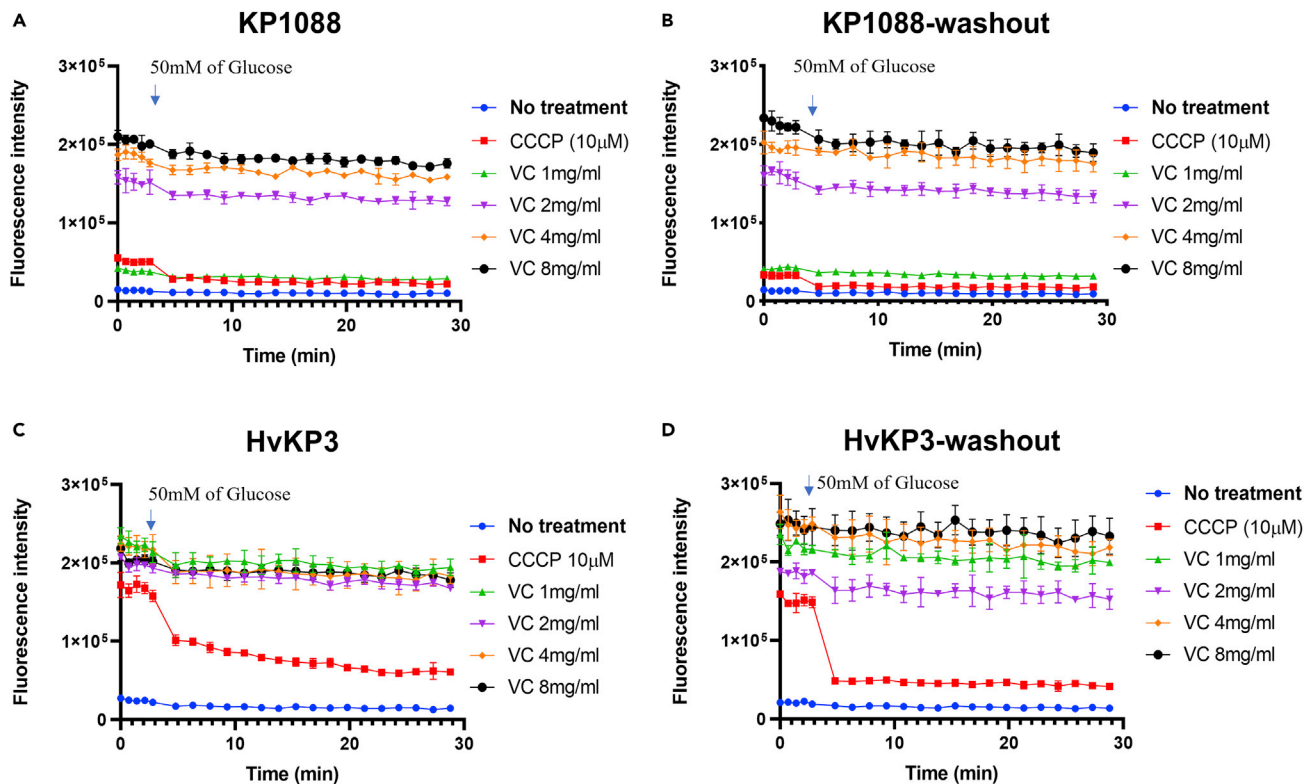 A
KP1088
Fluorescence intensity
3×10⁵
2×10⁵
1×10⁵
0
50mM of Glucose
0
10
20
30
Time (min)
No treatment
CCCP (10μM)
VC 1mg/ml
VC 2mg/ml
VC 4mg/ml
VC 8mg/ml
B
KP1088-washout
Fluorescence intensity
3×10⁵
2×10⁵
1×10⁵
0
50mM of Glucose
0
10
20
30
Time (min)
No treatment
CCCP (10μM)
VC 1mg/ml
VC 2mg/ml
VC 4mg/ml
VC 8mg/ml
C
HvKP3
Fluorescence intensity
3×10⁵
2×10⁵
1×10⁵
0
50mM of Glucose
0
10
20
30
Time (min)
No treatment
CCCP 10μM
VC 1mg/ml
VC 2mg/ml
VC 4mg/ml
VC 8mg/ml
D
HvKP3-washout
Fluorescence intensity
3×10⁵
2×10⁵
1×10⁵
0
50mM of Glucose
0
10
20
30
Time (min)
No treatment
CCCP (10μM)
VC 1mg/ml
VC 2mg/ml
VC 4mg/ml
VC 8mg/ml